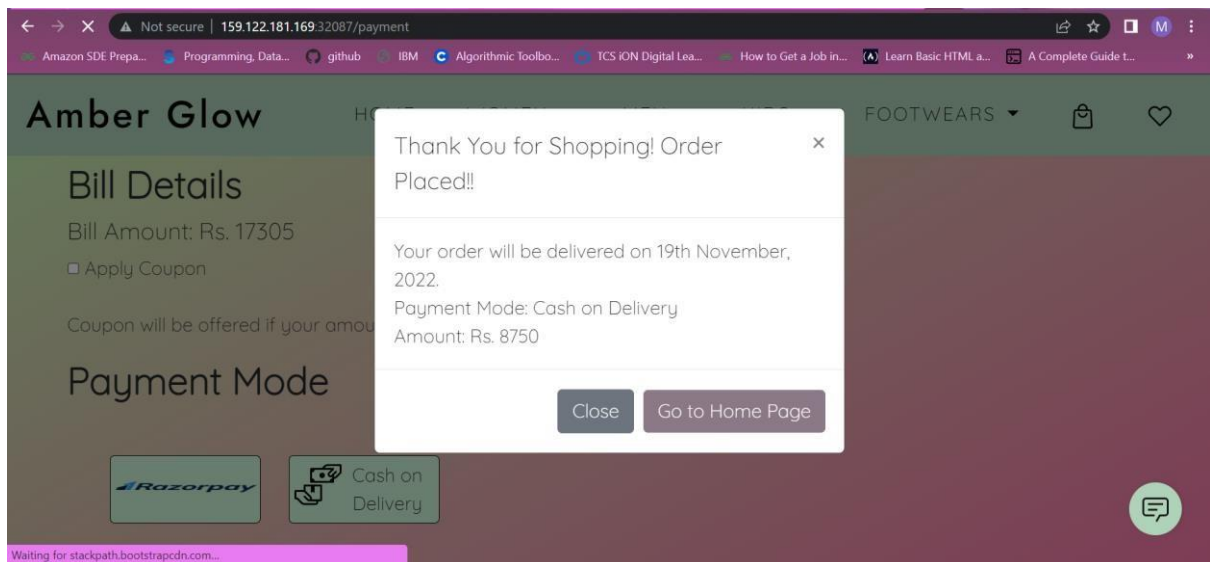 Not secure | 159.122.181.169:32087/payment
Amazon SDE Prepa... Programming, Data... github IBM Algorithmic Toolbo... TCS iON Digital Lea... How to Get a Job in... Learn Basic HTML a... A Complete Guide t... »
Amber Glow FOOTWEARS
Thank You for Shopping! Order
Placed!!
×
Bill Details
Bill Amount: Rs. 17305
Apply Coupon
Coupon will be offered if your amou
Your order will be delivered on 19th November,
2022.
Payment Mode: Cash on Delivery
Amount: Rs. 8750
Close Go to Home Page
Payment Mode
Razorpay
Cash on
Delivery
Waiting for stackpath.bootstrapcdn.com...
M